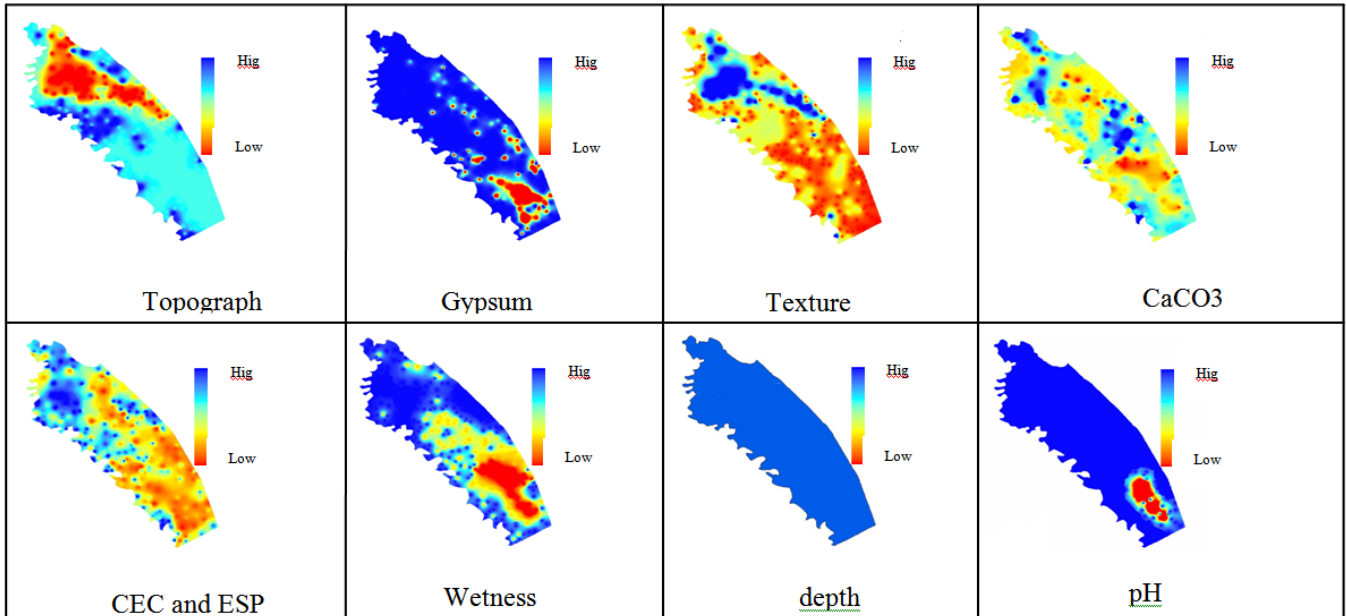 Hig
Low
Topograph
Hig
Low
Gypsum
Hig
Low
Texture
Hig
Low
CaCO3
Hig
Low
CEC and ESP
Hig
Low
Wetness
Hig
Low
depth
Hig
Low
pH